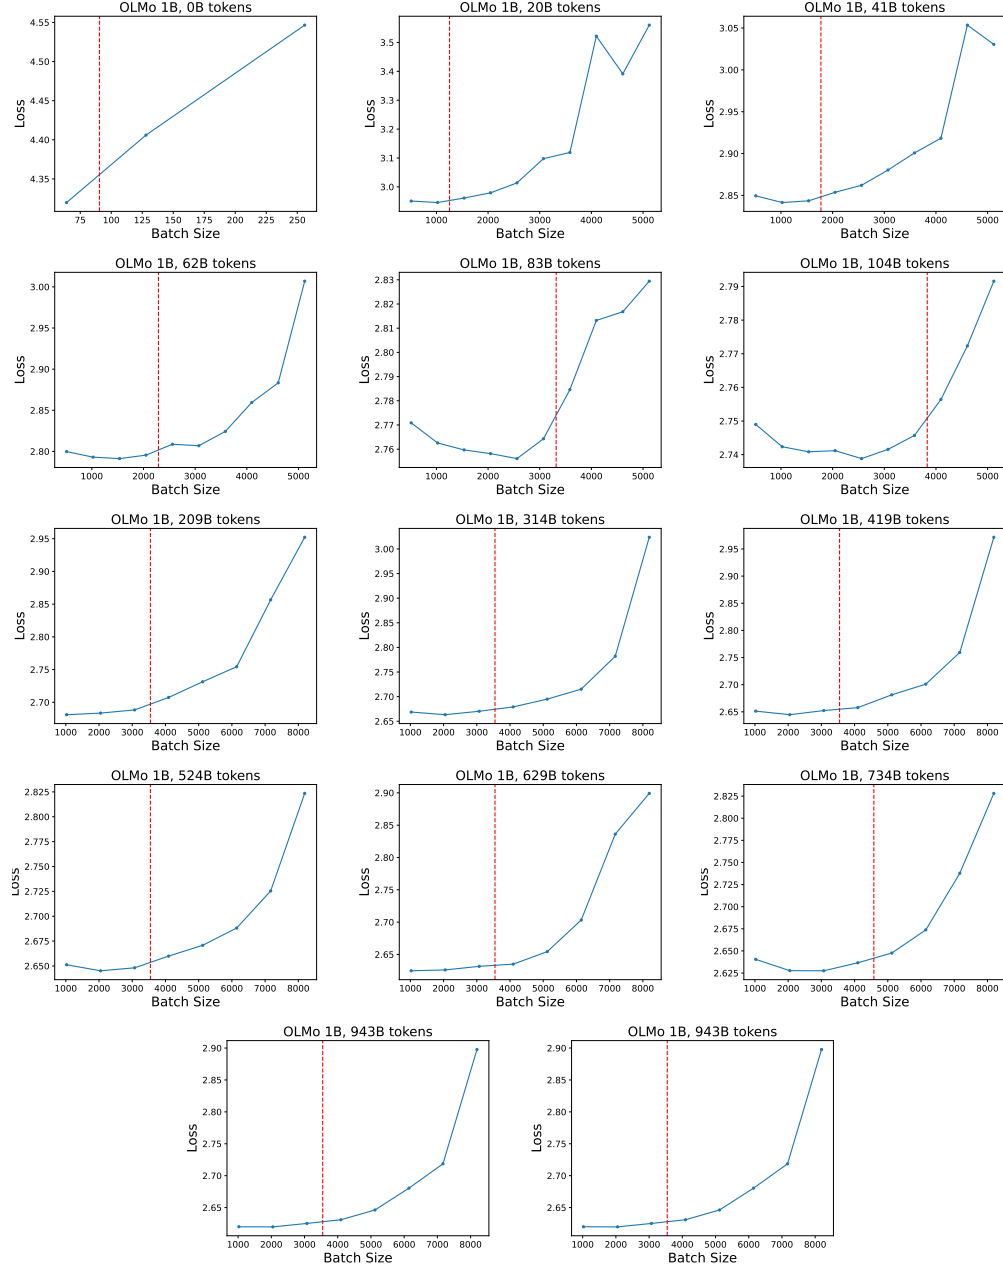 OLMo 1B, 0B tokens
4.55
4.50
4.45
4.40
4.35
Loss
75 100 125 150 175 200 225 250
Batch Size
OLMo 1B, 20B tokens
3.5
3.4
3.3
3.2
3.1
3.0
Loss
1000 2000 3000 4000 5000
Batch Size
OLMo 1B, 41B tokens
3.05
3.00
2.95
2.90
2.85
Loss
1000 2000 3000 4000 5000
Batch Size
OLMo 1B, 62B tokens
3.00
2.95
2.90
2.85
2.80
Loss
1000 2000 3000 4000 5000
Batch Size
OLMo 1B, 83B tokens
2.83
2.82
2.81
2.80
2.79
2.78
2.77
2.76
Loss
1000 2000 3000 4000 5000
Batch Size
OLMo 1B, 104B tokens
2.79
2.78
2.77
2.76
2.75
2.74
Loss
1000 2000 3000 4000 5000
Batch Size
OLMo 1B, 209B tokens
2.95
2.90
2.85
2.80
2.75
2.70
Loss
1000 2000 3000 4000 5000 6000 7000 8000
Batch Size
OLMo 1B, 314B tokens
3.00
2.95
2.90
2.85
2.80
2.75
2.70
2.65
Loss
1000 2000 3000 4000 5000 6000 7000 8000
Batch Size
OLMo 1B, 419B tokens
2.95
2.90
2.85
2.80
2.75
2.70
2.65
Loss
1000 2000 3000 4000 5000 6000 7000 8000
Batch Size
OLMo 1B, 524B tokens
2.825
2.800
2.775
2.750
2.725
2.700
2.675
2.650
Loss
1000 2000 3000 4000 5000 6000 7000 8000
Batch Size
OLMo 1B, 629B tokens
2.90
2.85
2.80
2.75
2.70
2.65
Loss
1000 2000 3000 4000 5000 6000 7000 8000
Batch Size
OLMo 1B, 734B tokens
2.825
2.800
2.775
2.750
2.725
2.700
2.675
2.650
2.625
Loss
1000 2000 3000 4000 5000 6000 7000 8000
Batch Size
OLMo 1B, 943B tokens
2.90
2.85
2.80
2.75
2.70
2.65
Loss
1000 2000 3000 4000 5000 6000 7000 8000
Batch Size
OLMo 1B, 943B tokens
2.90
2.85
2.80
2.75
2.70
2.65
Loss
1000 2000 3000 4000 5000 6000 7000 8000
Batch Size